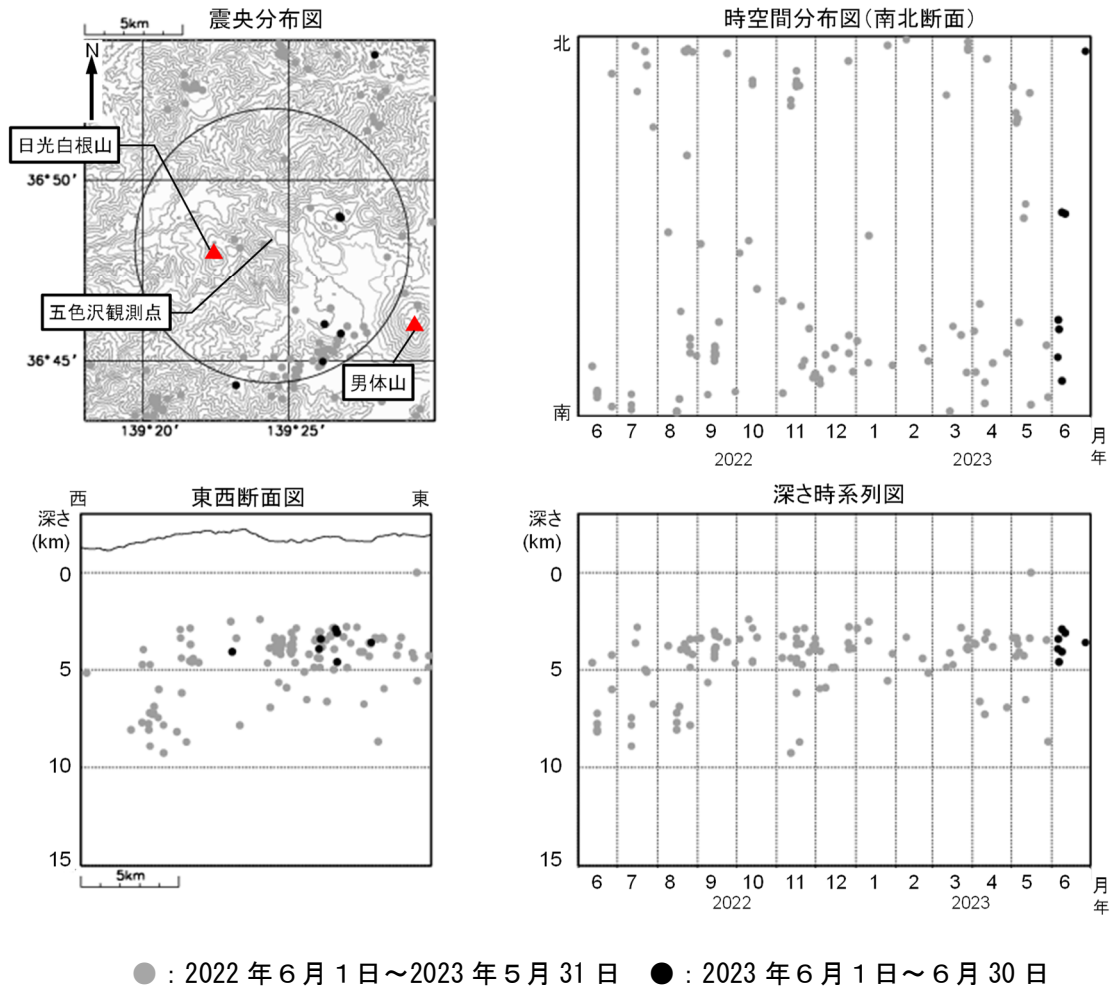 5km
震央分布図
N
日光白根山
36°50′
五色沢観測点
36°45′
男体山
139°20′
139°25′
時空間分布図(南北断面)
北
南
6 7 8 9 10 11 12 1 2 3 4 5 6 月
2022 2023 年
東西断面図
西 東
深さ
(km)
0
5
10
15
5km
深さ時系列図
深さ
(km)
0
5
10
15
6 7 8 9 10 11 12 1 2 3 4 5 6 月
2022 2023 年
:2022 年6月1日~2023 年5月 31 日 :2023 年6月1日~6月 30 日